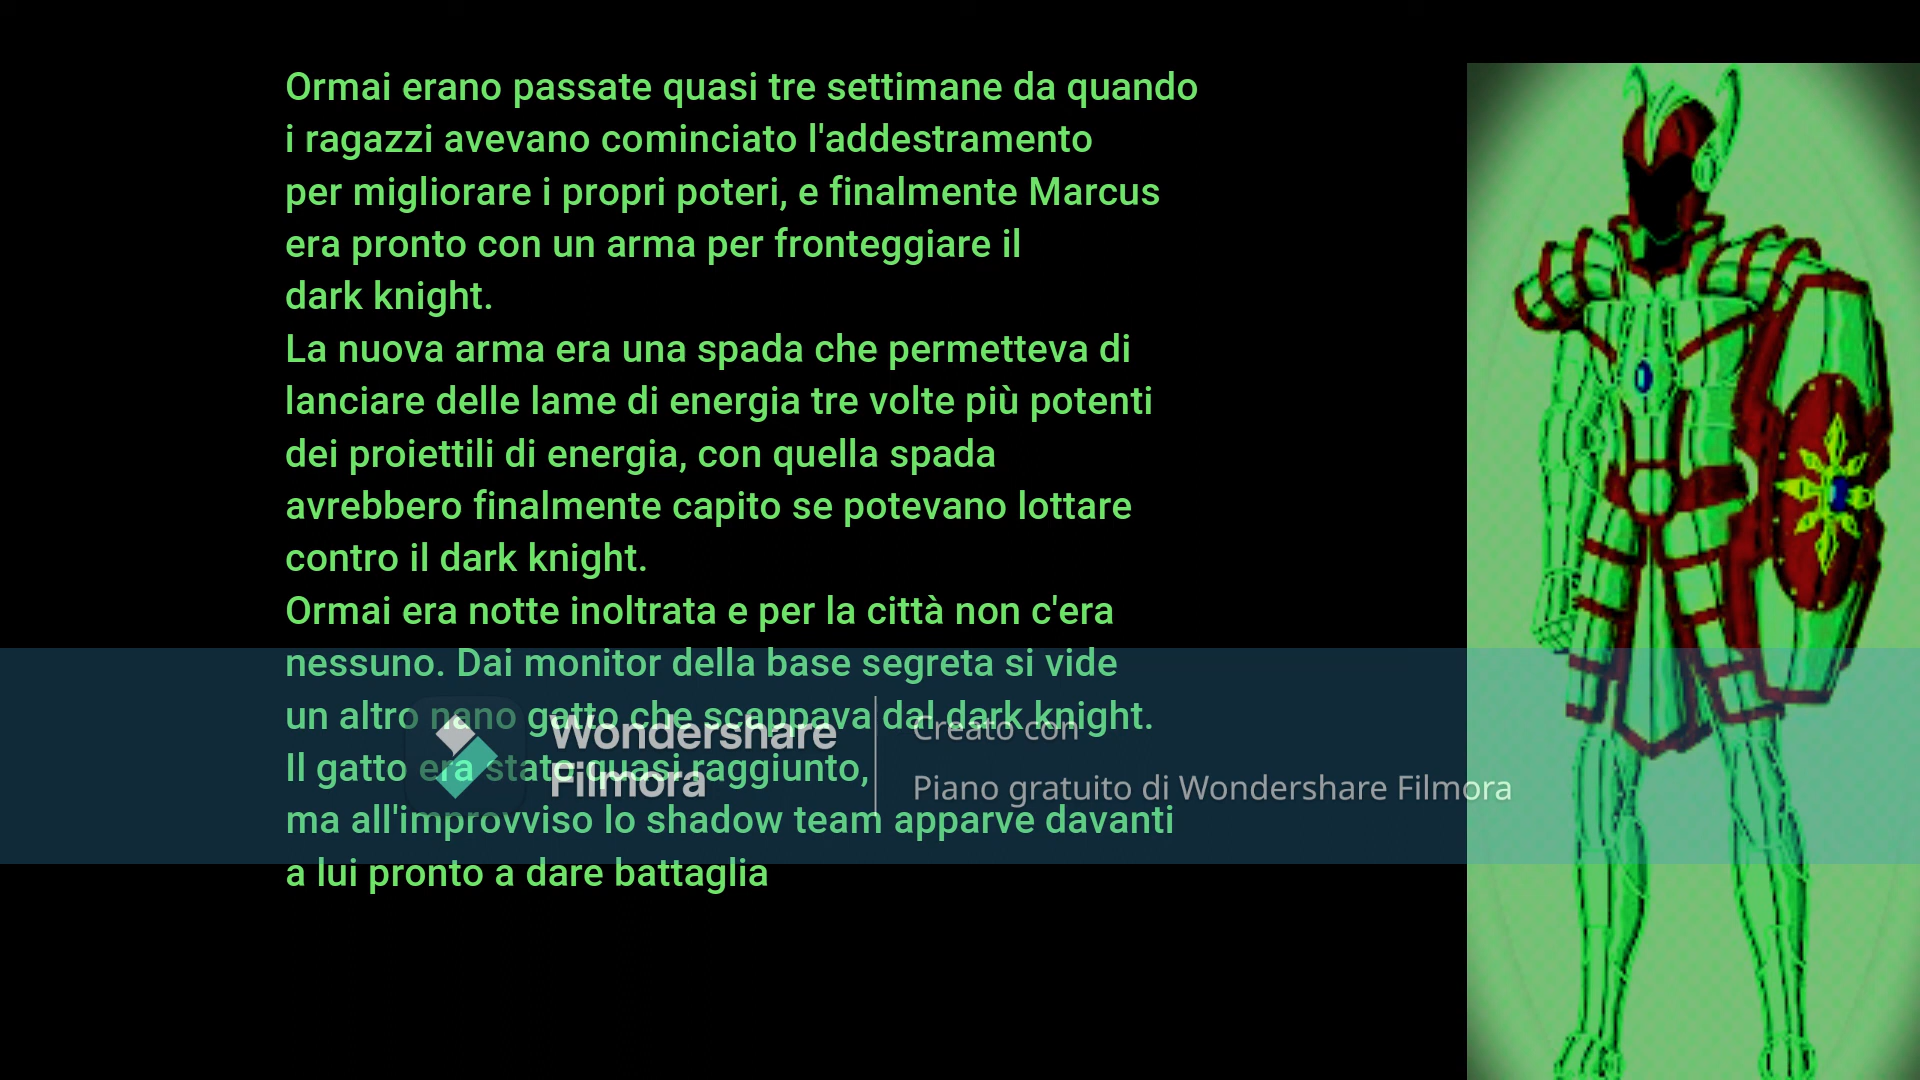 Ormai erano passate quasi tre settimane da quando
i ragazzi avevano cominciato l'addestramento
per migliorare i propri poteri, e finalmente Marcus
era pronto con un arma per fronteggiare il
dark knight.
La nuova arma era una spada che permetteva di
lanciare delle lame di energia tre volte più potenti
dei proiettili di energia, con quella spada
avrebbero finalmente capito se potevano lottare
contro il dark knight.
Ormai era notte inoltrata e per la città non c'era
nessuno. Dai monitor della base segreta si vide
un altro nano gatto che scappava dal dark knight.
Il gatto era stato quasi raggiunto,
ma all'improvviso lo shadow team apparve davanti
a lui pronto a dare battaglia
Wondershare
Filmora
Creato con
Piano gratuito di Wondershare Filmora